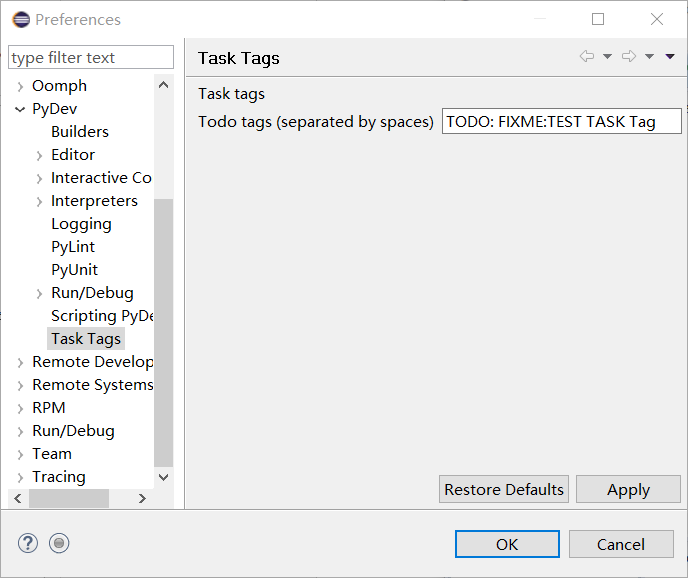 Preferences
type filter text
Oomph
PyDev
Builders
Editor
Interactive Co
Interpreters
Logging
PyLint
PyUnit
Run/Debug
Scripting PyDe
Task Tags
Remote Develop
Remote Systems
RPM
Run/Debug
Team
Tracing
Task Tags
Task tags
Todo tags (separated by spaces) TODO: FIXME:TEST TASK Tag
Restore Defaults Apply
? OK Cancel